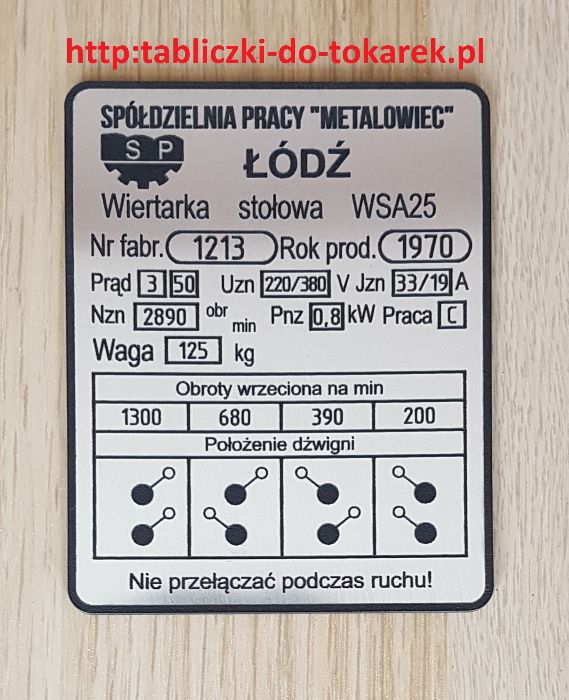 http:tabliczki-do-tokarek.pl
SPÓŁDZIELNIA PRACY "METALOWIEC"
S P
ŁÓDŹ
Wiertarka stołowa WSA25
Nr fabr. 1213 Rok prod. 1970
Prąd 3 50 Uzn 220/380 V Jzn 33/19 A
Nzn 2890 obr min Pnz 0,8 kW Praca C
Waga 125 kg
Obroty wrzeciona na min
1300 680 390 200
Położenie dźwigni
Nie przełączać podczas ruchu!